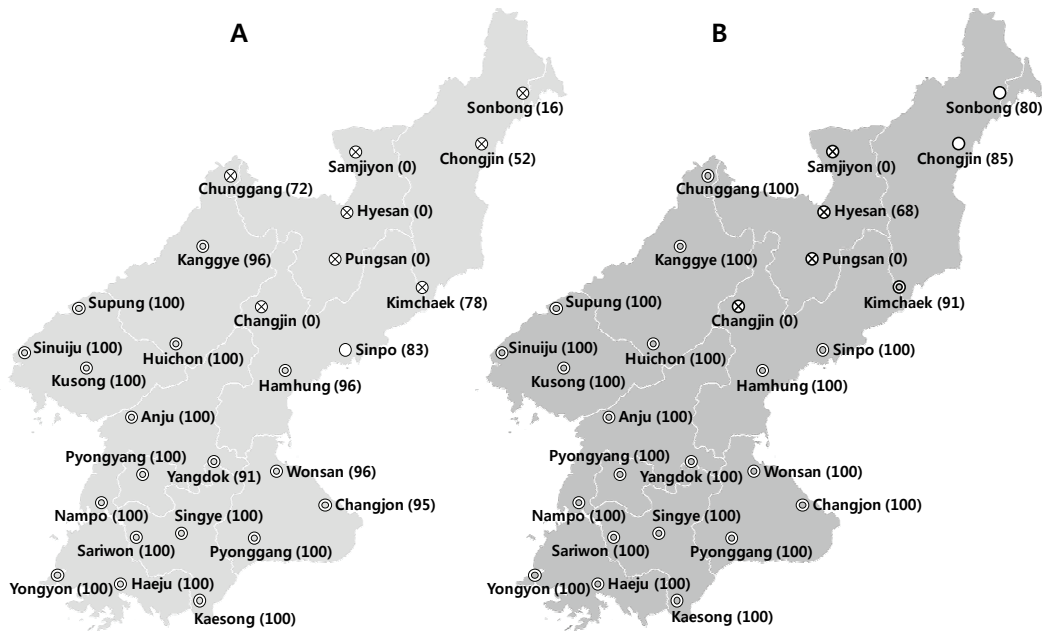 A
Sonbong (16)
Chongjin (52)
Samjiyon (0)
Chunggang (72)
Hyesan (0)
Kanggye (96)
Pungsan (0)
Kimchaek (78)
Supung (100)
Changjin (0)
Sinuiju (100)
Huichon (100)
Sinpo (83)
Kusong (100)
Hamhung (96)
Anju (100)
Pyongyang (100)
Yangdok (91)
Wonsan (96)
Changjon (95)
Nampo (100)
Singye (100)
Sariwon (100)
Pyonggang (100)
Yongyon (100)
Haeju (100)
Kaesong (100)
B
Sonbong (80)
Chongjin (85)
Samjiyon (0)
Chunggang (100)
Hyesan (68)
Kanggye (100)
Pungsan (0)
Kimchaek (91)
Supung (100)
Changjin (0)
Sinuiju (100)
Huichon (100)
Sinpo (100)
Kusong (100)
Hamhung (100)
Anju (100)
Pyongyang (100)
Yangdok (100)
Wonsan (100)
Changjon (100)
Nampo (100)
Singye (100)
Sariwon (100)
Pyonggang (100)
Yongyon (100)
Haeju (100)
Kaesong (100)